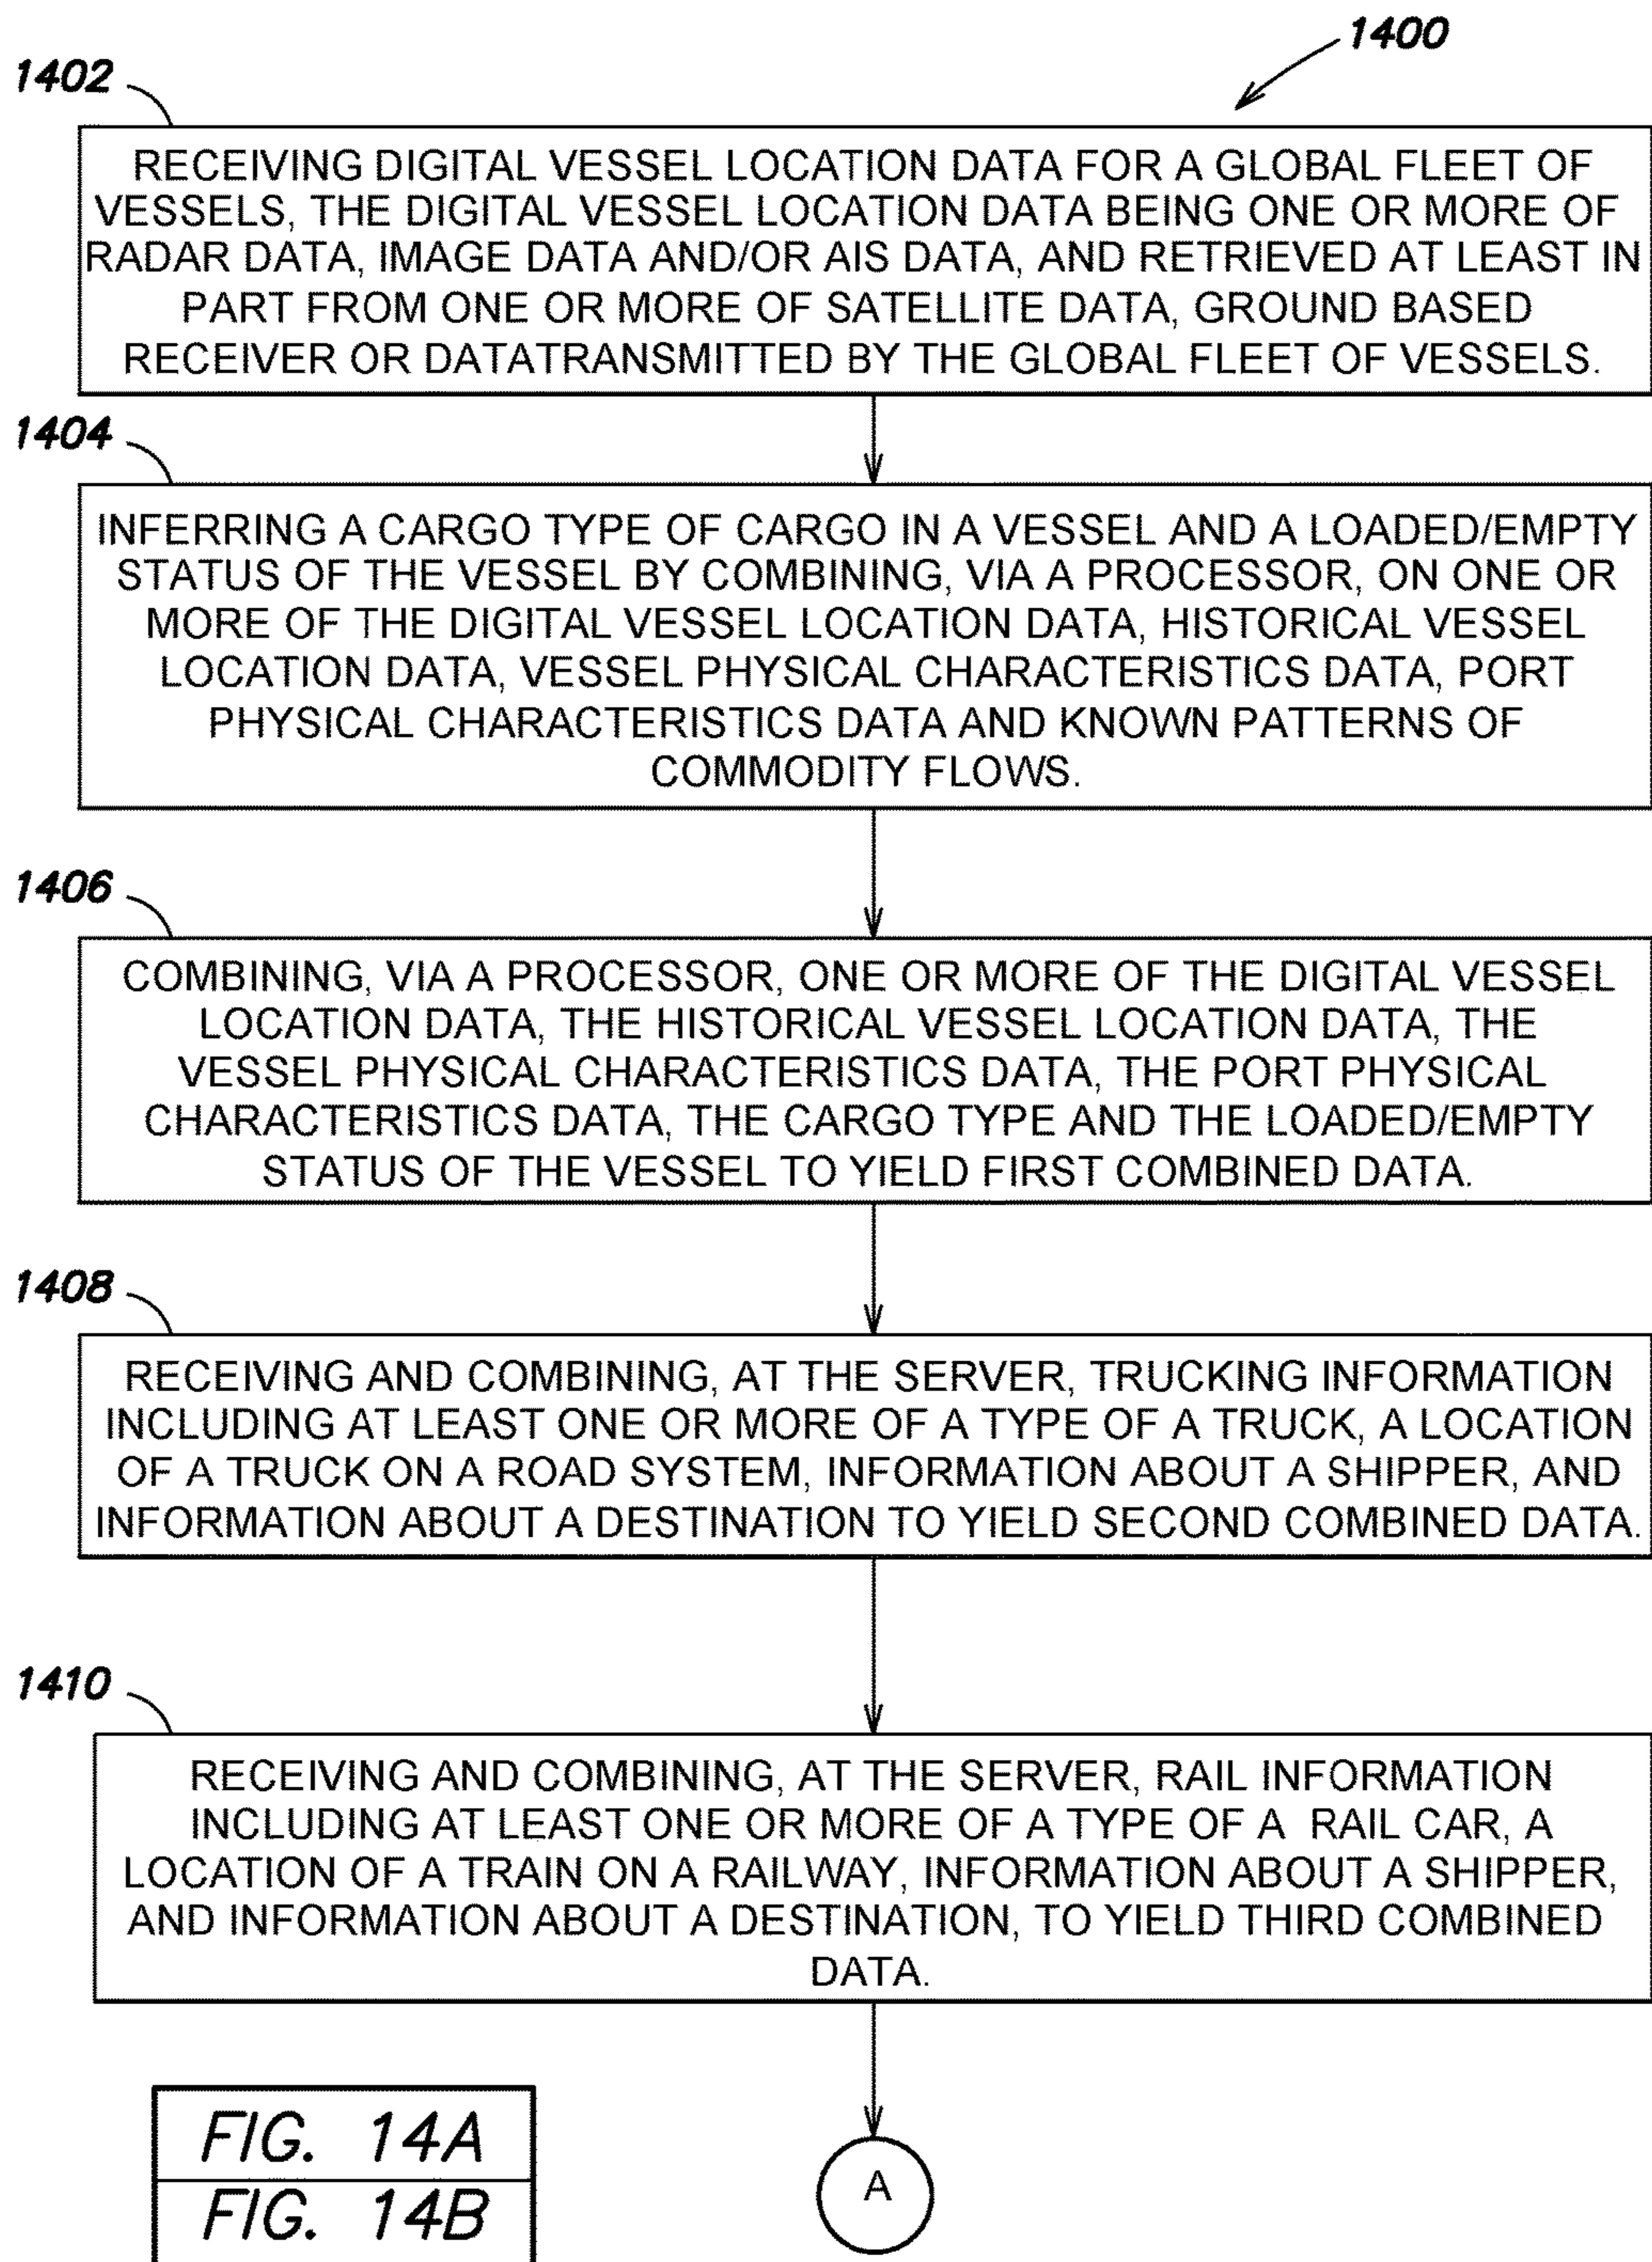 1400
1402
RECEIVING DIGITAL VESSEL LOCATION DATA FOR A GLOBAL FLEET OF
VESSELS, THE DIGITAL VESSEL LOCATION DATA BEING ONE OR MORE OF
RADAR DATA, IMAGE DATA AND/OR AIS DATA, AND RETRIEVED AT LEAST IN
PART FROM ONE OR MORE OF SATELLITE DATA, GROUND BASED
RECEIVER OR DATATRANSMITTED BY THE GLOBAL FLEET OF VESSELS.
1404
INFERRING A CARGO TYPE OF CARGO IN A VESSEL AND A LOADED/EMPTY
STATUS OF THE VESSEL BY COMBINING, VIA A PROCESSOR, ON ONE OR
MORE OF THE DIGITAL VESSEL LOCATION DATA, HISTORICAL VESSEL
LOCATION DATA, VESSEL PHYSICAL CHARACTERISTICS DATA, PORT
PHYSICAL CHARACTERISTICS DATA AND KNOWN PATTERNS OF
COMMODITY FLOWS.
1406
COMBINING, VIA A PROCESSOR, ONE OR MORE OF THE DIGITAL VESSEL
LOCATION DATA, THE HISTORICAL VESSEL LOCATION DATA, THE
VESSEL PHYSICAL CHARACTERISTICS DATA, THE PORT PHYSICAL
CHARACTERISTICS DATA, THE CARGO TYPE AND THE LOADED/EMPTY
STATUS OF THE VESSEL TO YIELD FIRST COMBINED DATA.
1408
RECEIVING AND COMBINING, AT THE SERVER, TRUCKING INFORMATION
INCLUDING AT LEAST ONE OR MORE OF A TYPE OF A TRUCK, A LOCATION
OF A TRUCK ON A ROAD SYSTEM, INFORMATION ABOUT A SHIPPER, AND
INFORMATION ABOUT A DESTINATION TO YIELD SECOND COMBINED DATA.
1410
RECEIVING AND COMBINING, AT THE SERVER, RAIL INFORMATION
INCLUDING AT LEAST ONE OR MORE OF A TYPE OF A RAIL CAR, A
LOCATION OF A TRAIN ON A RAILWAY, INFORMATION ABOUT A SHIPPER,
AND INFORMATION ABOUT A DESTINATION, TO YIELD THIRD COMBINED
DATA.
FIG. 14A
FIG. 14B
A